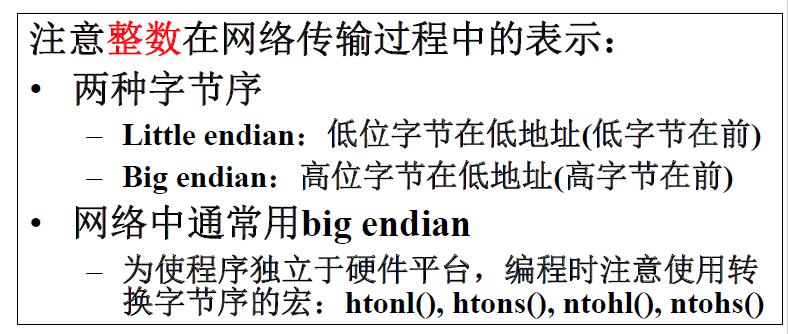 注意整数在网络传输过程中的表示：
• 两种字节序
– Little endian：低位字节在低地址(低字节在前)
– Big endian：高位字节在低地址(高字节在前)
• 网络中通常用big endian
– 为使程序独立于硬件平台，编程时注意使用转
换字节序的宏：htonl(), htons(), ntohl(), ntohs()